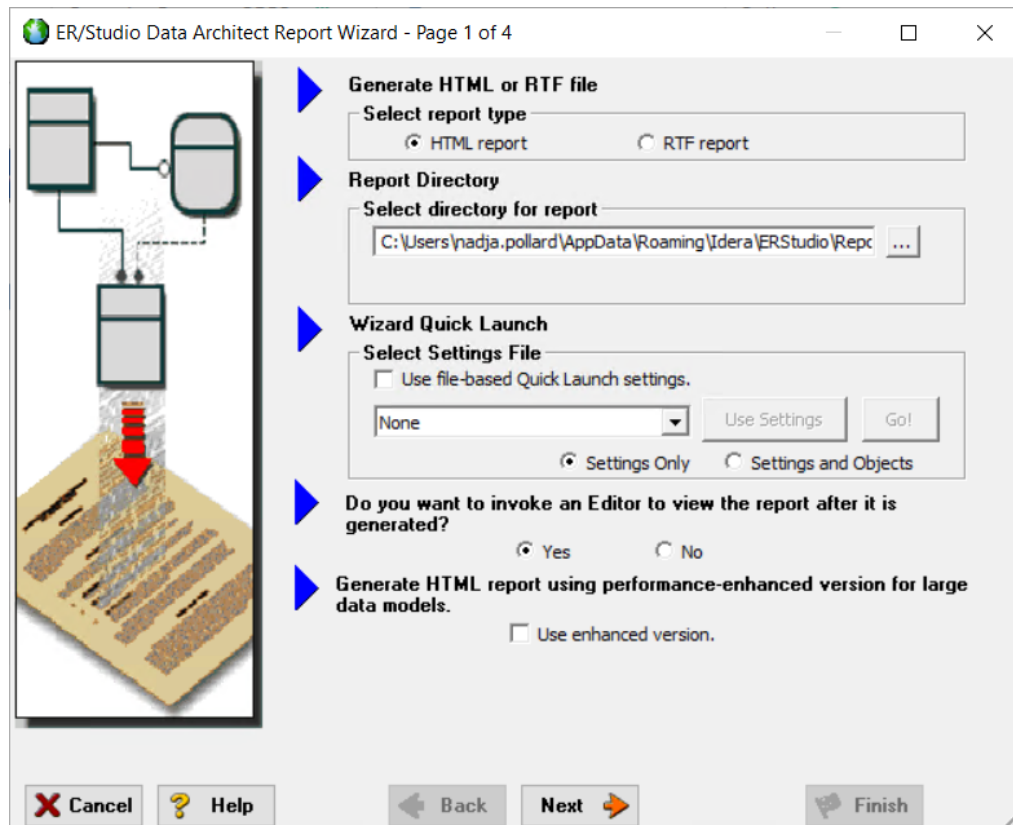 ER/Studio Data Architect Report Wizard - Page 1 of 4
Generate HTML or RTF file
Select report type
HTML report
RTF report
Report Directory
Select directory for report
C:\Users\nadja.pollard\AppData\Roaming\Idera\ERStudio\Repo
...
Wizard Quick Launch
Select Settings File
Use file-based Quick Launch settings.
None
Use Settings
Go!
Settings Only
Settings and Objects
Do you want to invoke an Editor to view the report after it is
generated?
Yes
No
Generate HTML report using performance-enhanced version for large
data models.
Use enhanced version.
Cancel
Help
Back
Next
Finish